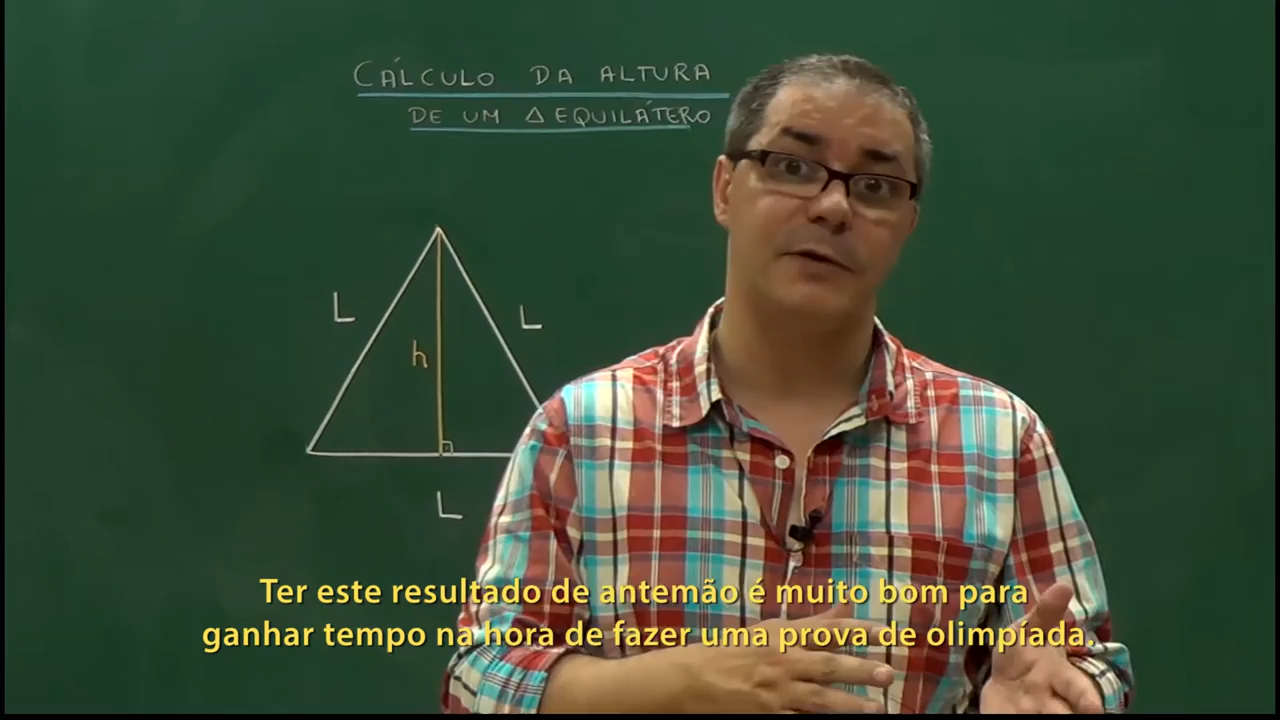 CÁLCULO DA ALTURA
DE UM Δ EQUILÁTERO
L
L
h
L
Ter este resultado de antemão é muito bom para
ganhar tempo na hora de fazer uma prova de olimpíada.